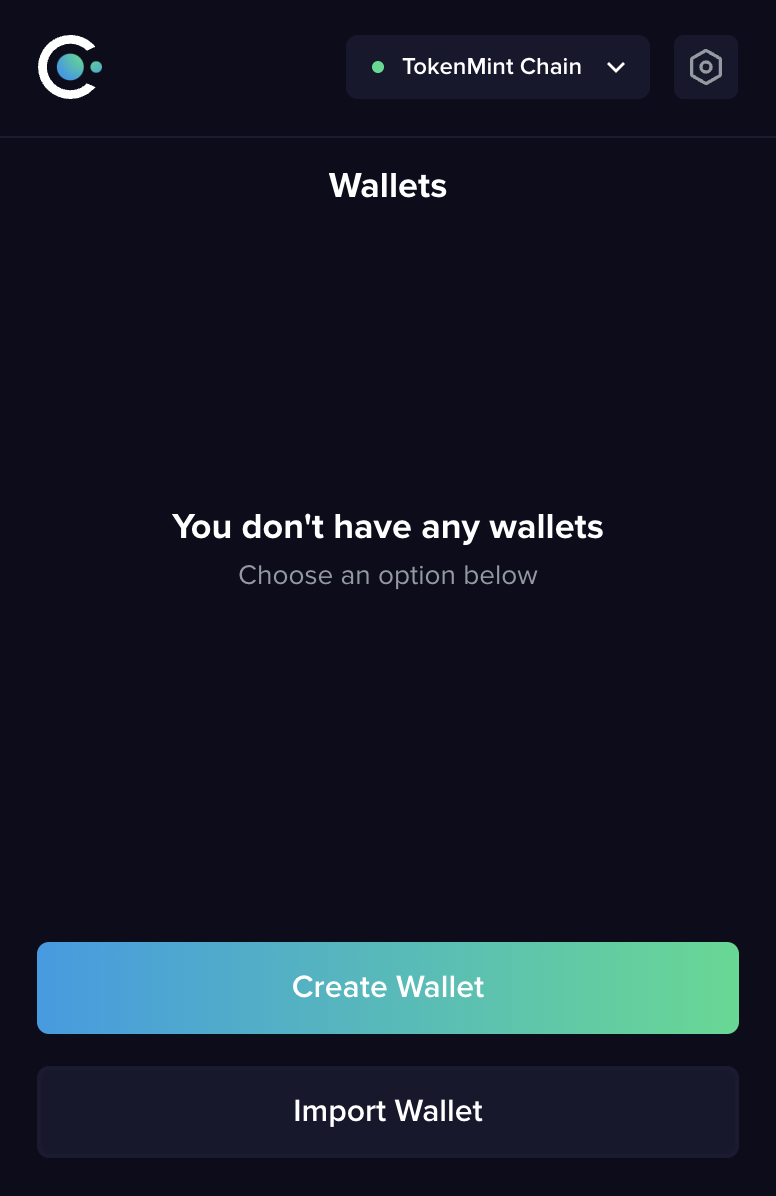 TokenMint Chain
Wallets
You don't have any wallets
Choose an option below
Create Wallet
Import Wallet